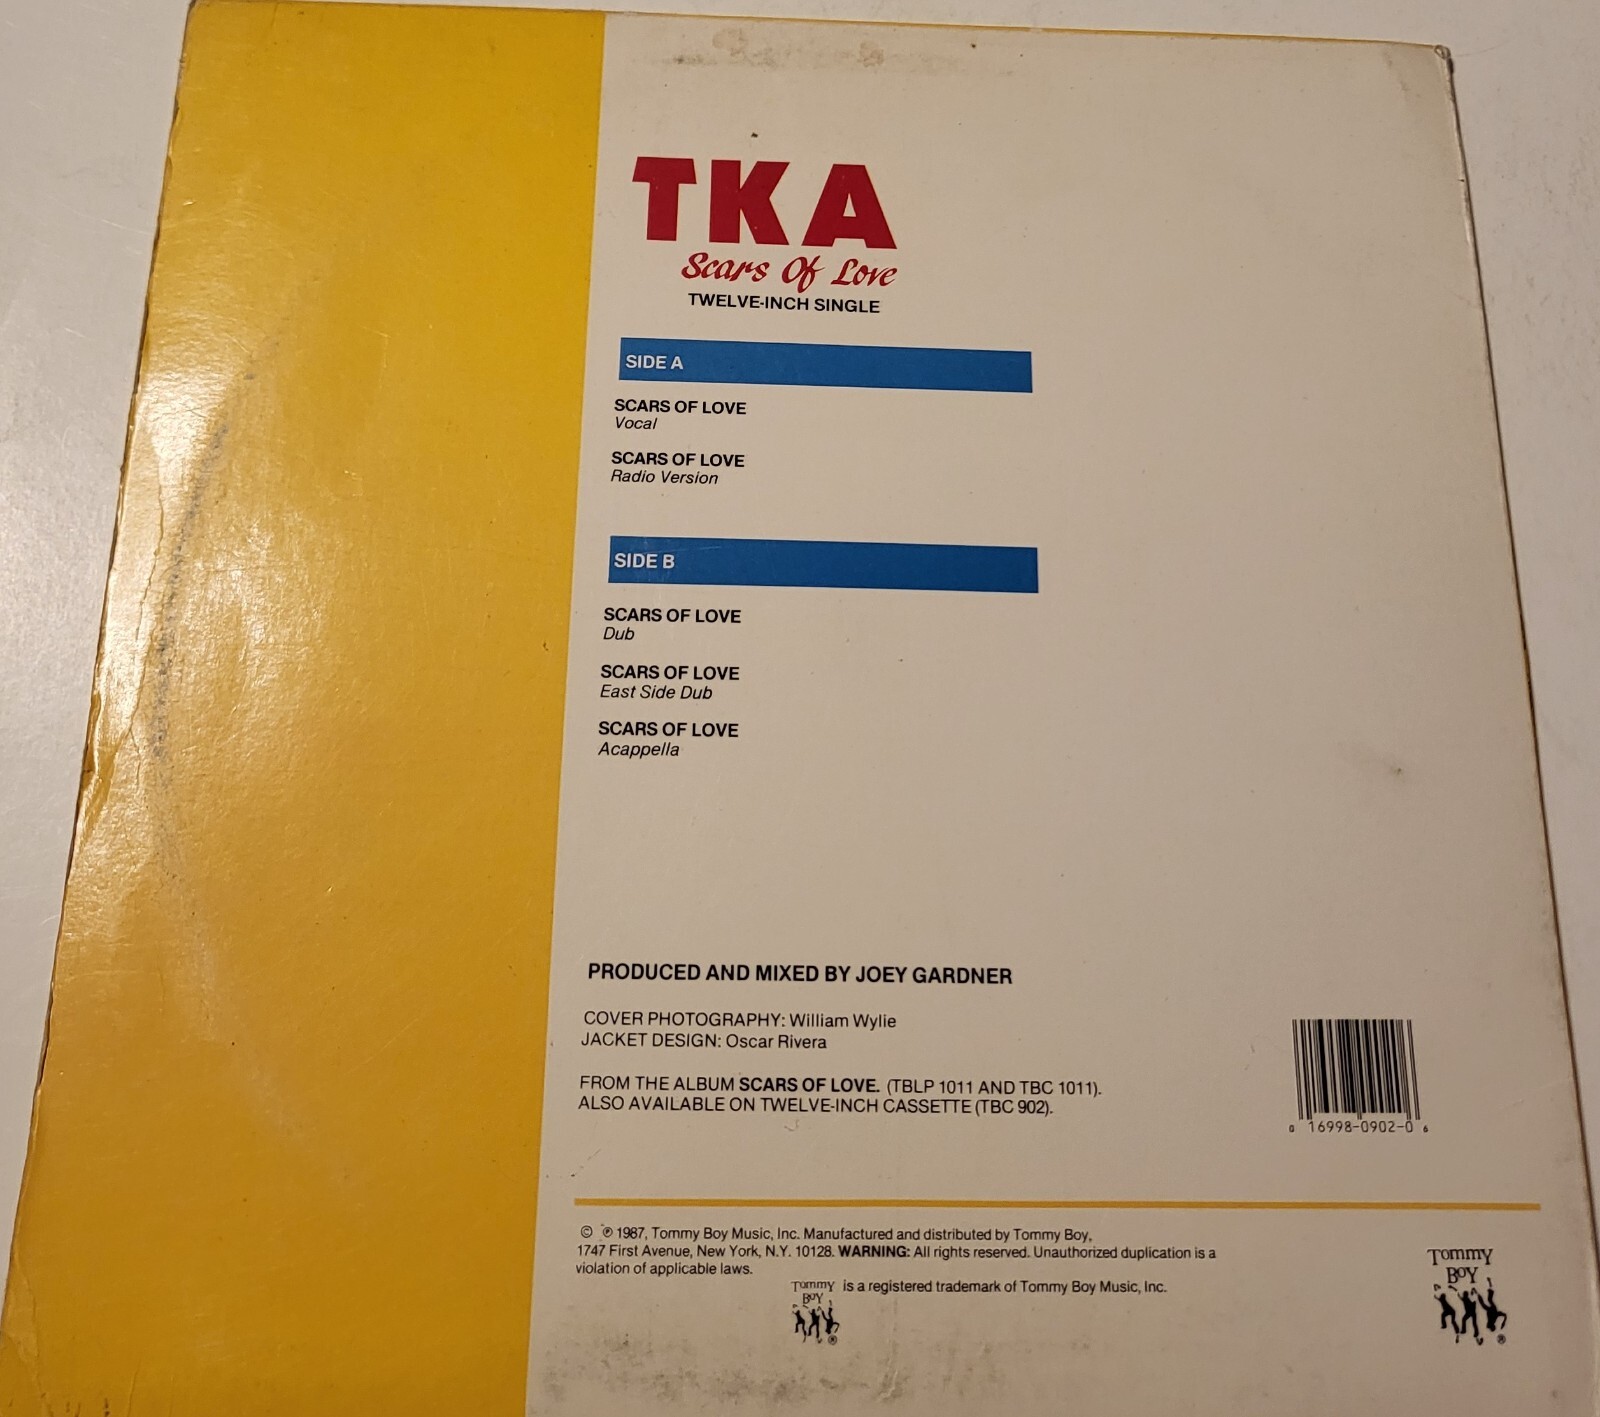 TKA
Scars Of Love
TWELVE-INCH SINGLE
SIDE A
SCARS OF LOVE
Vocal
SCARS OF LOVE
Radio Version
SIDE B
SCARS OF LOVE
Dub
SCARS OF LOVE
East Side Dub
SCARS OF LOVE
Acappella
PRODUCED AND MIXED BY JOEY GARDNER
COVER PHOTOGRAPHY: William Wylie
JACKET DESIGN: Oscar Rivera
FROM THE ALBUM SCARS OF LOVE. (TBLP 1011 AND TBC 1011).
ALSO AVAILABLE ON TWELVE-INCH CASSETTE (TBC 902).
0 16998-0902-0 6
© ℗ 1987, Tommy Boy Music, Inc. Manufactured and distributed by Tommy Boy,
1747 First Avenue, New York, N.Y. 10128. WARNING: All rights reserved. Unauthorized duplication is a
violation of applicable laws.
Tommy Boy ® is a registered trademark of Tommy Boy Music, Inc.
Tommy
Boy
®